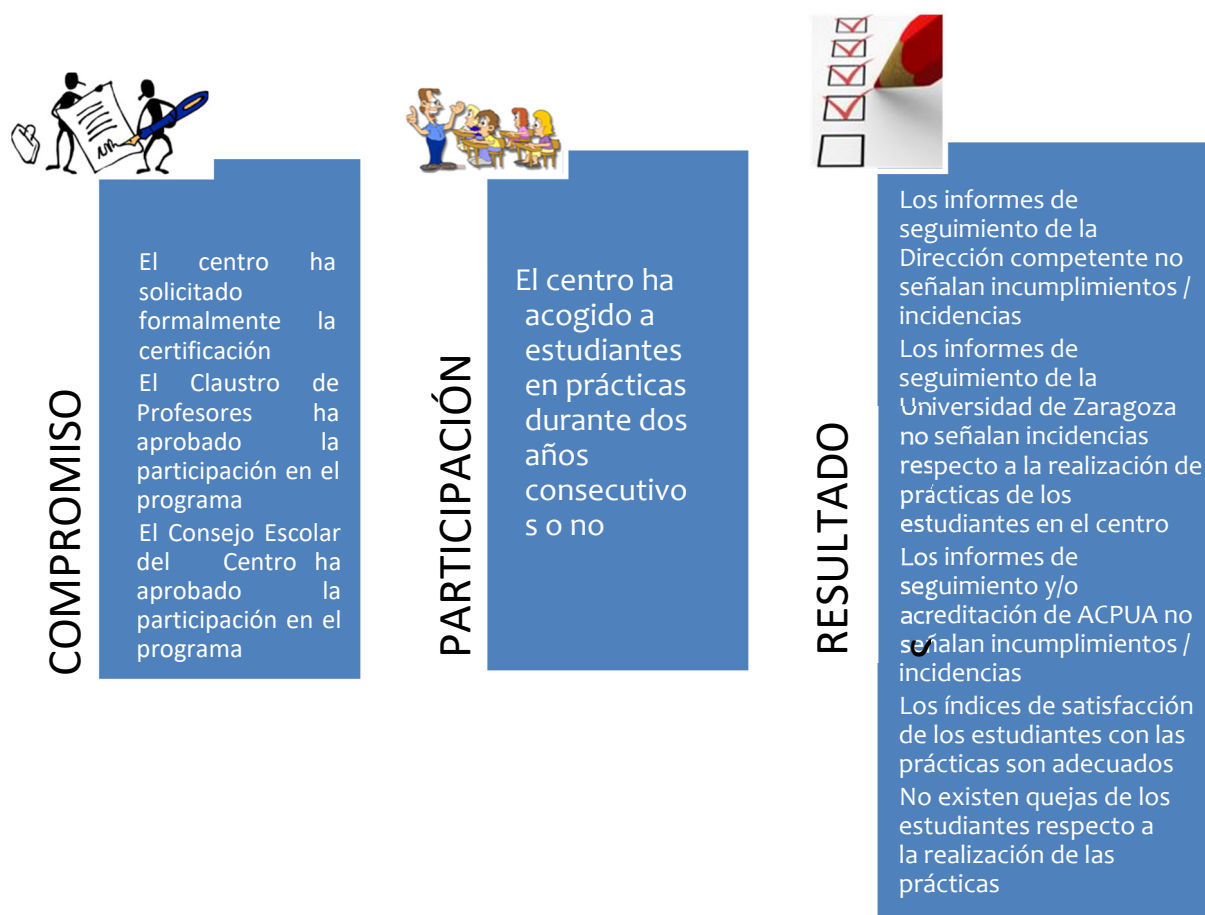 COMPROMISO
El centro ha
solicitado
formalmente la
certificación
El Claustro de
Profesores ha
aprobado la
participación en el
programa
El Consejo Escolar
del Centro ha
aprobado la
participación en el
programa
PARTICIPACIÓN
El centro ha
acogido a
estudiantes
en prácticas
durante dos
años
consecutivo
s o no
RESULTADO
Los informes de
seguimiento de la
Dirección competente no
señalan incumplimientos /
incidencias
Los informes de
seguimiento de la
Universidad de Zaragoza
no señalan incidencias
respecto a la realización de
prácticas de los
estudiantes en el centro
Los informes de
seguimiento y/o
acreditación de ACPUA no
señalan incumplimientos /
incidencias
Los índices de satisfacción
de los estudiantes con las
prácticas son adecuados
No existen quejas de los
estudiantes respecto a
la realización de las
prácticas